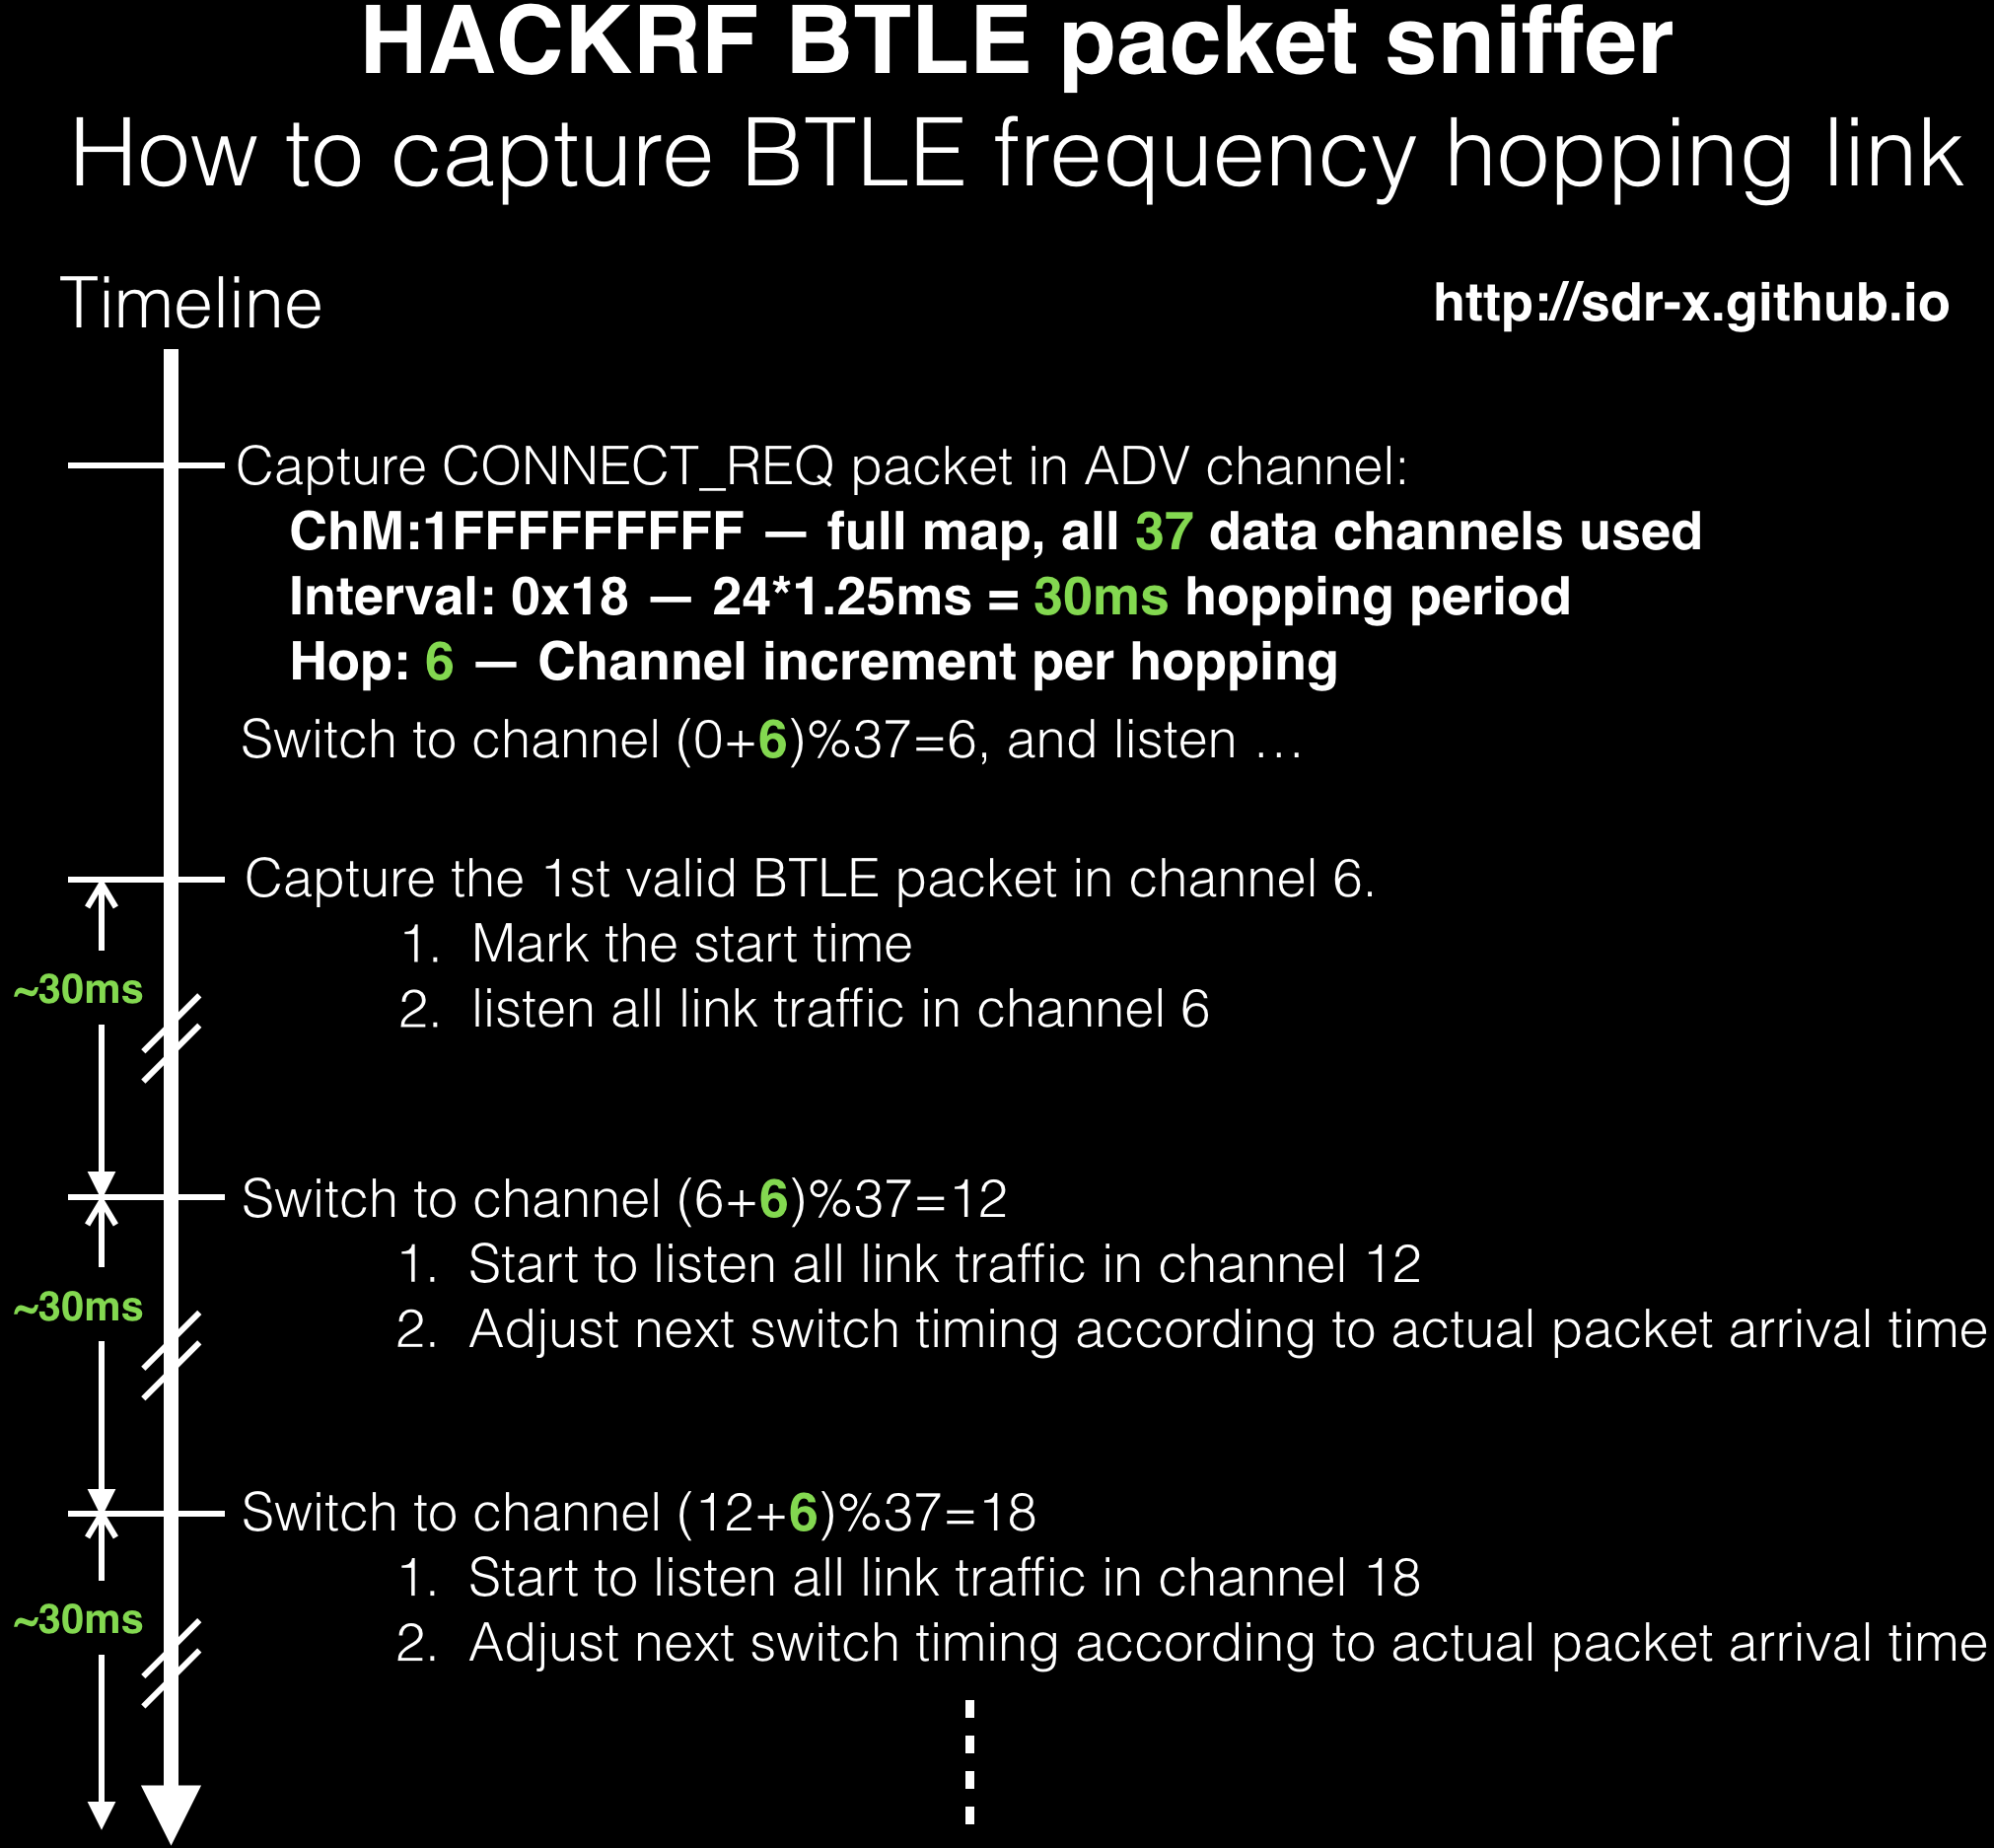 HACKRF BTLE packet sniffer
How to capture BTLE frequency hopping link
Timeline
http://sdr-x.github.io
Capture CONNECT_REQ packet in ADV channel:
ChM:1FFFFFFFFF — full map, all 37 data channels used
Interval: 0x18 — 24*1.25ms = 30ms hopping period
Hop: 6 — Channel increment per hopping
Switch to channel (0+6)%37=6, and listen …
Capture the 1st valid BTLE packet in channel 6.
1. Mark the start time
~30ms
2. listen all link traffic in channel 6
Switch to channel (6+6)%37=12
1. Start to listen all link traffic in channel 12
~30ms
2. Adjust next switch timing according to actual packet arrival time
Switch to channel (12+6)%37=18
1. Start to listen all link traffic in channel 18
~30ms
2. Adjust next switch timing according to actual packet arrival time